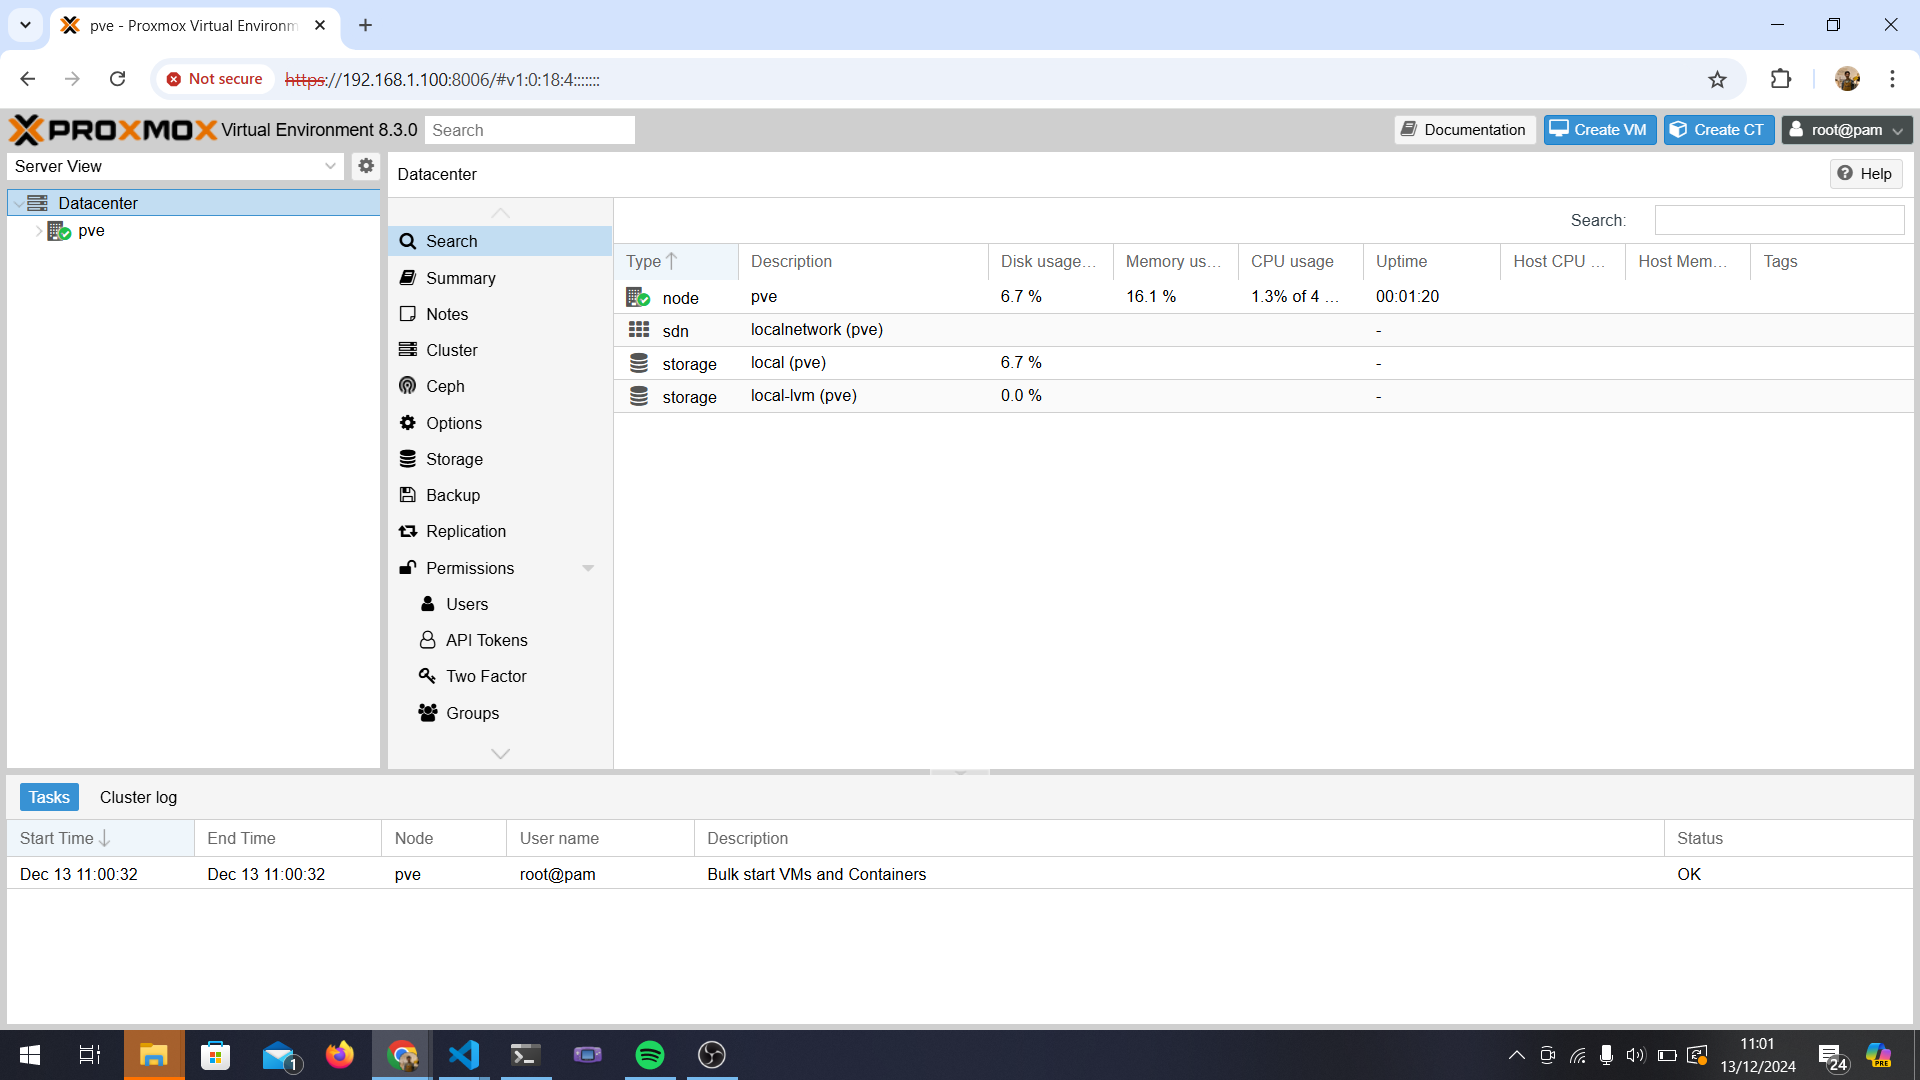 pve - Proxmox Virtual Environm
Not secure
https://192.168.1.100:8006/#v1:0:18:4:::::::
PROXMOX Virtual Environment 8.3.0
Search
Documentation
Create VM
Create CT
root@pam
Server View
Datacenter
Help
Datacenter
pve
Search
Summary
Notes
Cluster
Ceph
Options
Storage
Backup
Replication
Permissions
Users
API Tokens
Two Factor
Groups
Search:
Type Description Disk usage... Memory us... CPU usage Uptime Host CPU ... Host Mem... Tags
node pve 6.7 % 16.1 % 1.3% of 4 ... 00:01:20
sdn localnetwork (pve) -
storage local (pve) 6.7 % -
storage local-lvm (pve) 0.0 % -
Tasks Cluster log
Start Time End Time Node User name Description Status
Dec 13 11:00:32 Dec 13 11:00:32 pve root@pam Bulk start VMs and Containers OK
1
11:01
13/12/2024
24
PRE